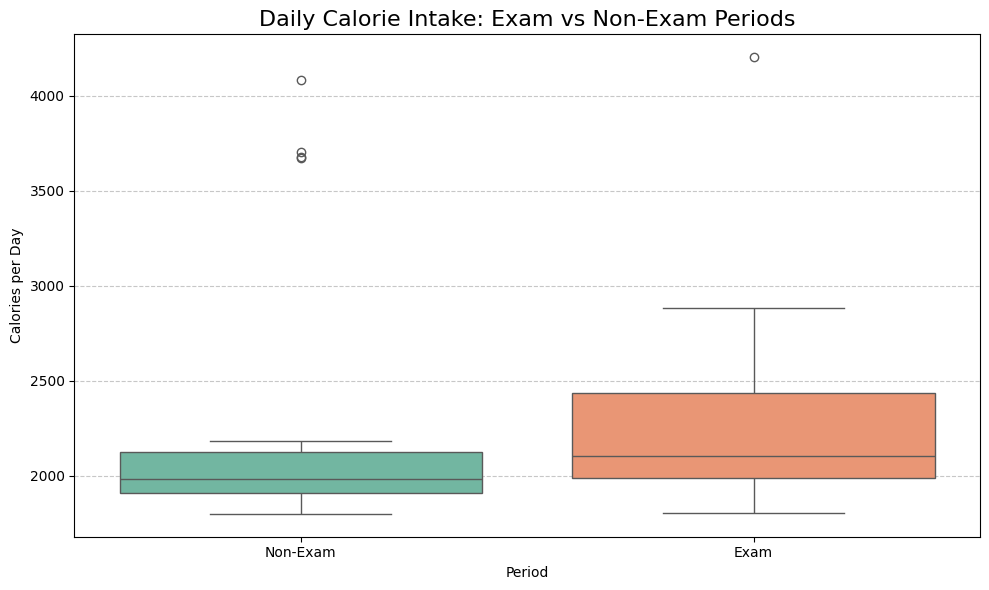 Daily Calorie Intake: Exam vs Non-Exam Periods
Calories per Day
4000
3500
3000
2500
2000
Non-Exam
Exam
Period